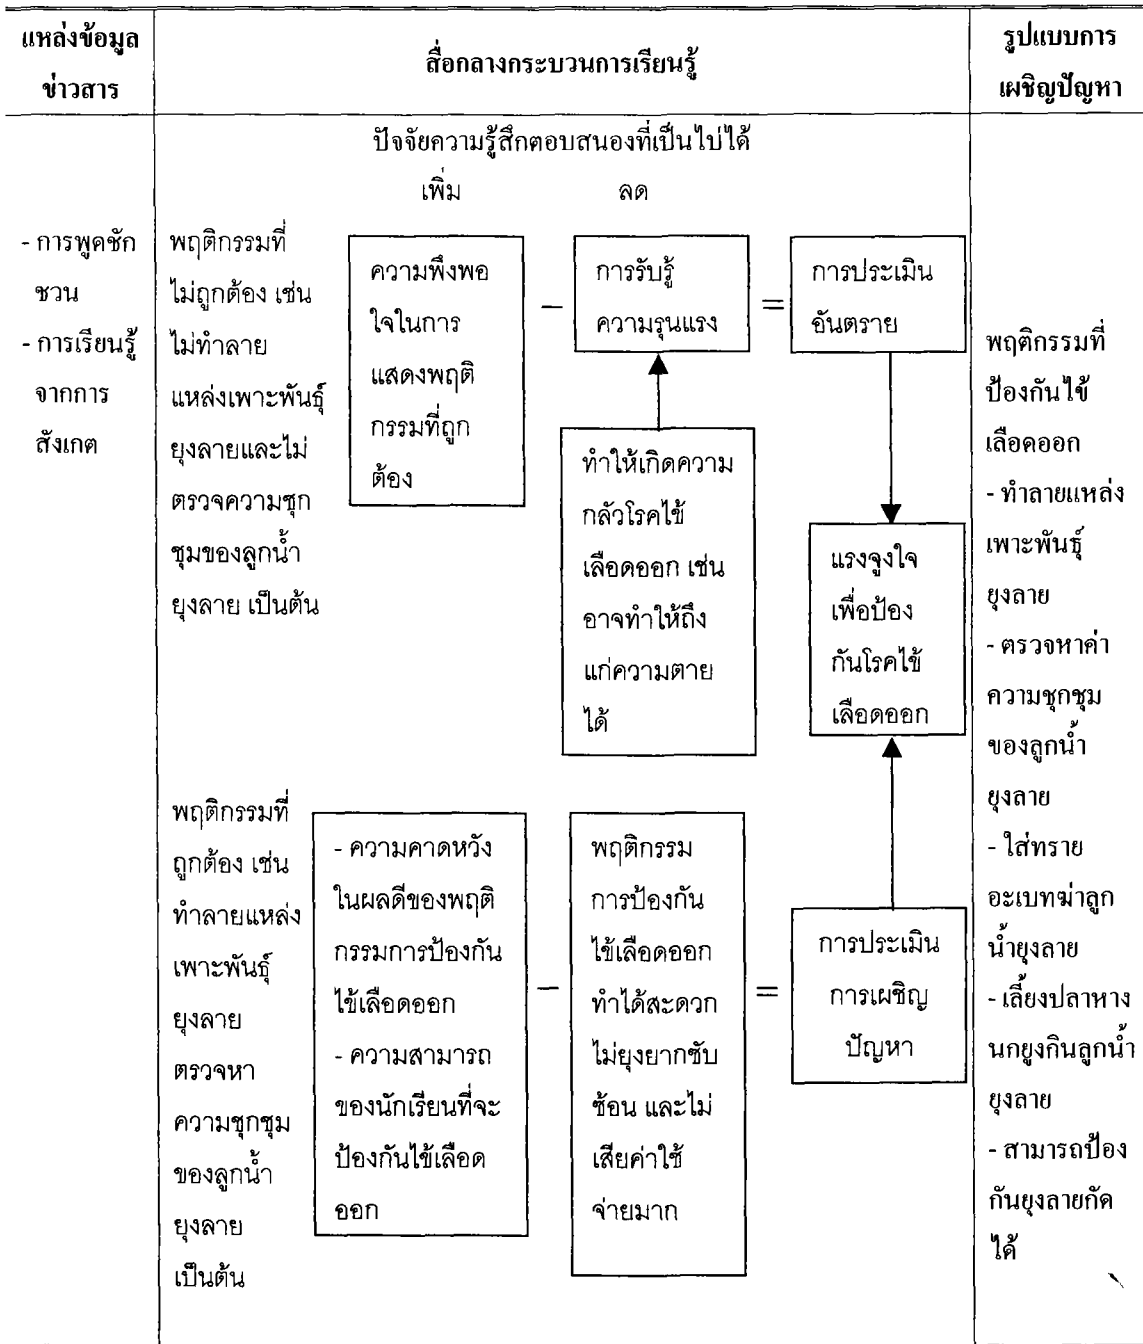 แหล่งข้อมูล
ข่าวสาร
สื่อกลางกระบวนการเรียนรู้
รูปแบบการ
เผชิญปัญหา
ปัจจัยความรู้สึกตอบสนองที่เป็นไปได้
เพิ่ม
ลด
- การพูดชัก
ชวน
- การเรียนรู้
จากการ
สังเกต
พฤติกรรมที่
ไม่ถูกต้อง เช่น
ไม่ทำลาย
แหล่งเพาะพันธุ์
ยุงลายและไม่
ตรวจความชุก
ชุมของลูกน้ำ
ยุงลาย เป็นต้น
ความพึงพอ
ใจในการ
แสดงพฤติ
กรรมที่ถูก
ต้อง
–
การรับรู้
ความรุนแรง
=
การประเมิน
อันตราย
ทำให้เกิดความ
กลัวโรคไข้
เลือดออก เช่น
อาจทำให้ถึง
แก่ความตาย
ได้
แรงจูงใจ
เพื่อป้อง
กันโรคไข้
เลือดออก
พฤติกรรมที่
ถูกต้อง เช่น
ทำลายแหล่ง
เพาะพันธุ์
ยุงลาย
ตรวจหา
ความชุกชุม
ของลูกน้ำ
ยุงลาย
เป็นต้น
- ความคาดหวัง
ในผลดีของพฤติ
กรรมการป้องกัน
ไข้เลือดออก
- ความสามารถ
ของนักเรียนที่จะ
ป้องกันไข้เลือด
ออก
–
พฤติกรรม
การป้องกัน
ไข้เลือดออก
ทำได้สะดวก
ไม่ยุงยากซับ
ซ้อน และไม่
เสียค่าใช้
จ่ายมาก
=
การประเมิน
การเผชิญ
ปัญหา
พฤติกรรมที่
ป้องกันไข้
เลือดออก
- ทำลายแหล่ง
เพาะพันธุ์
ยุงลาย
- ตรวจหาค่า
ความชุกชุม
ของลูกน้ำ
ยุงลาย
- ใส่ทราย
อะเบทฆ่าลูก
น้ำยุงลาย
- เลี้ยงปลาหาง
นกยูงกินลูกน้ำ
ยุงลาย
- สามารถป้อง
กันยุงลายกัด
ได้